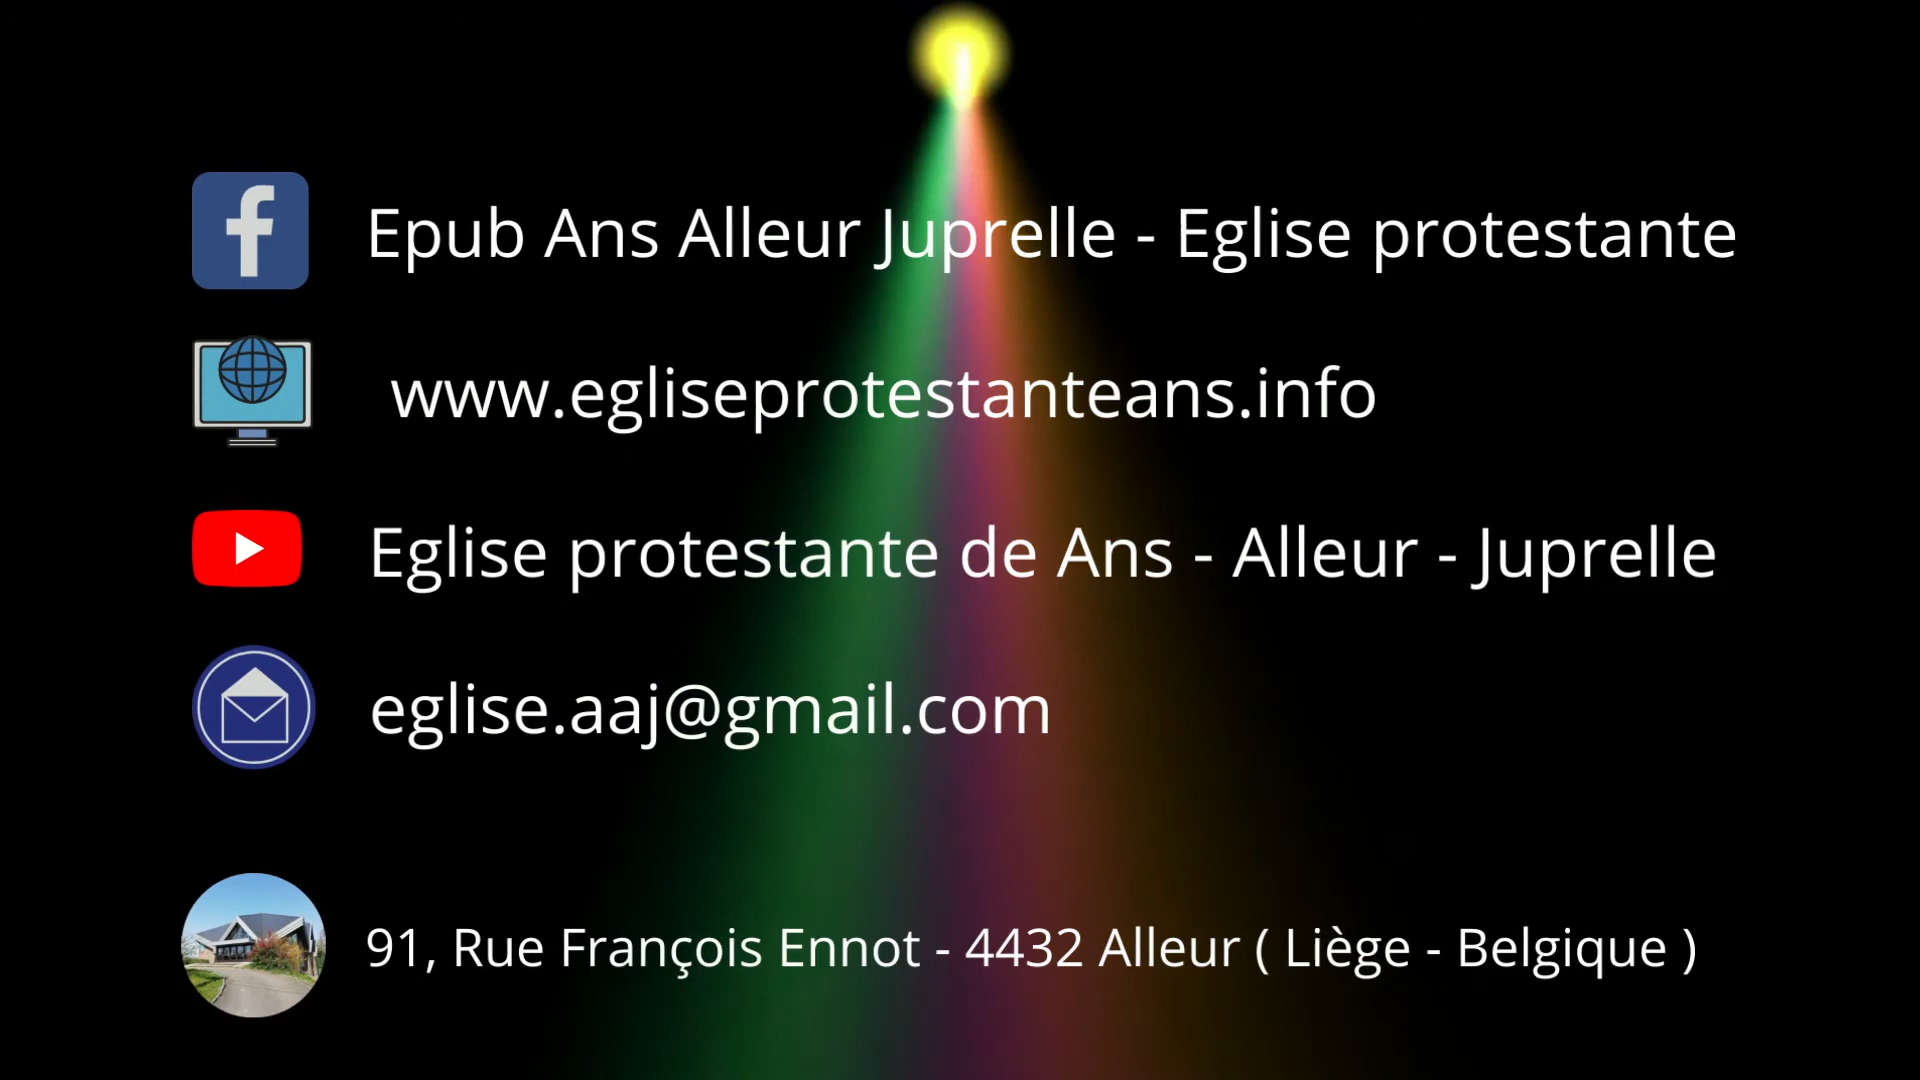 Epub Ans Alleur Juprelle - Eglise protestante
www.egliseprotestanteans.info
Eglise protestante de Ans - Alleur - Juprelle
eglise.aaj@gmail.com
91, Rue François Ennot - 4432 Alleur ( Liège - Belgique )